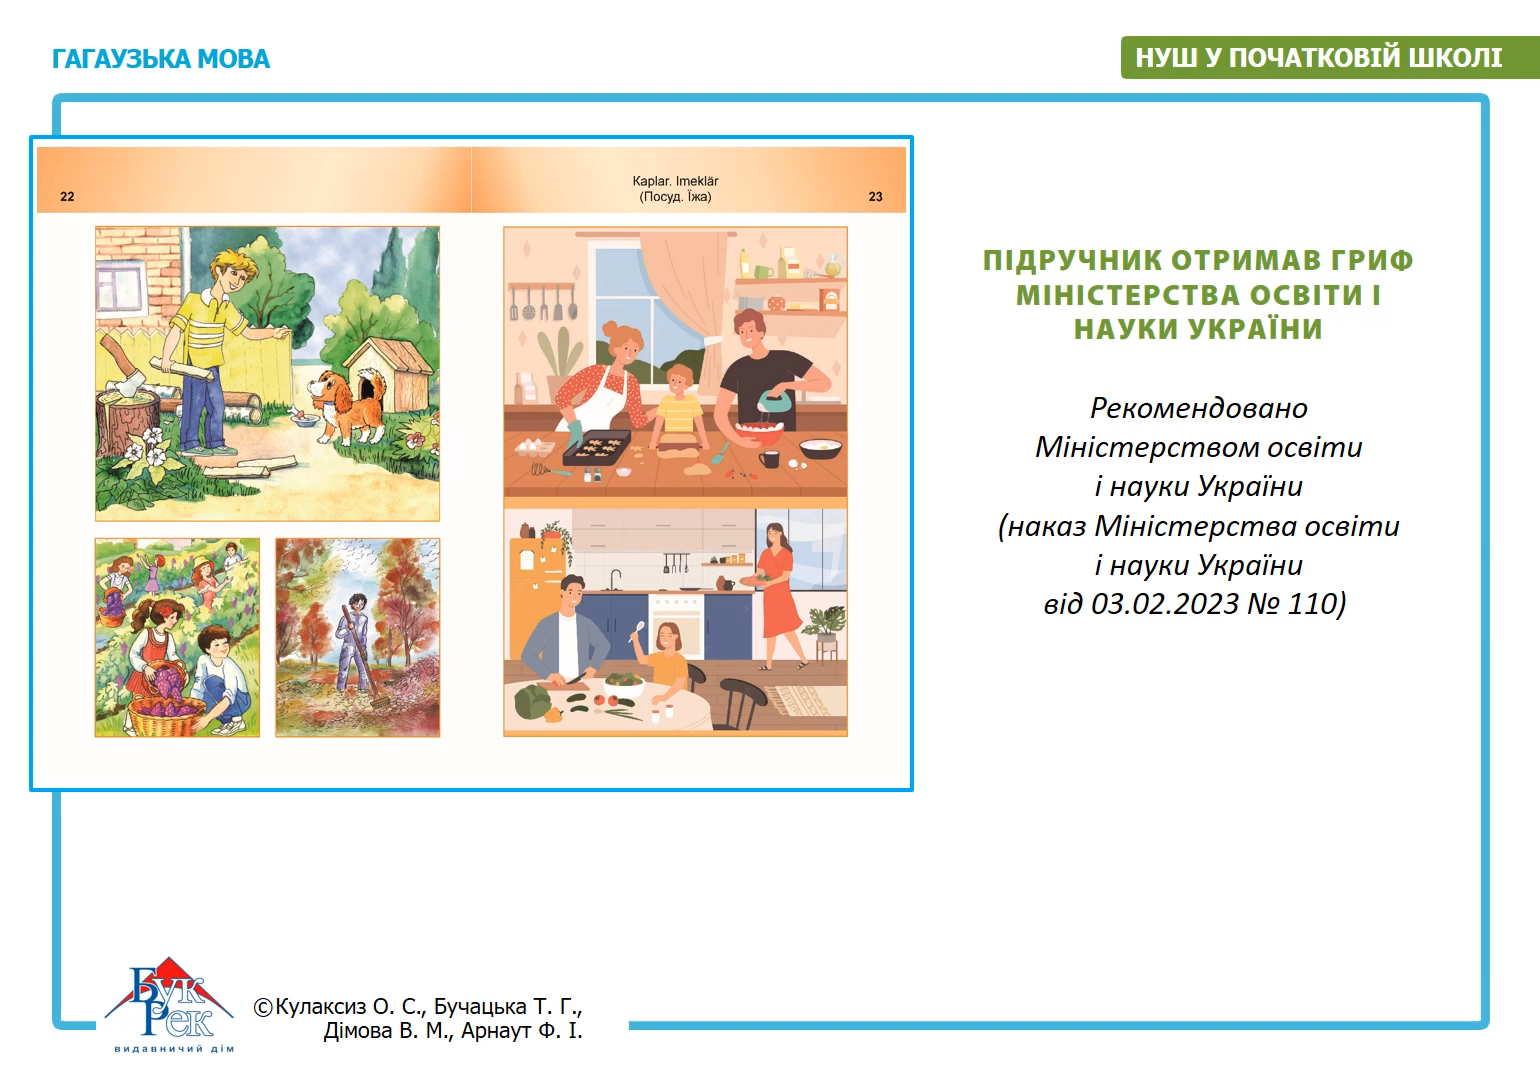 ГАГАУЗЬКА МОВА
НУШ У ПОЧАТКОВІЙ ШКОЛІ
22
Kaplar. Imeklär
(Посуд. Їжа)
23
ПІДРУЧНИК ОТРИМАВ ГРИФ
МІНІСТЕРСТВА ОСВІТИ І
НАУКИ УКРАЇНИ
Рекомендовано
Міністерством освіти
і науки України
(наказ Міністерства освіти
і науки України
від 03.02.2023 № 110)
Бук
Рек
видавничий дім
©Кулаксиз О. С., Бучацька Т. Г.,
Дімова В. М., Арнаут Ф. І.